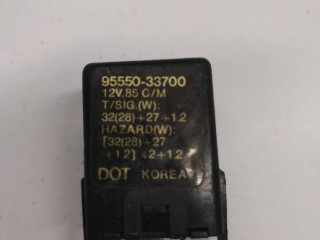 95550-33700
12V.85 C/M
T/SIG.(W):
32(28)+27+1.2
HAZARD(W):
[32(28)+27
+1.2]×2+1.2
DOT KOREA